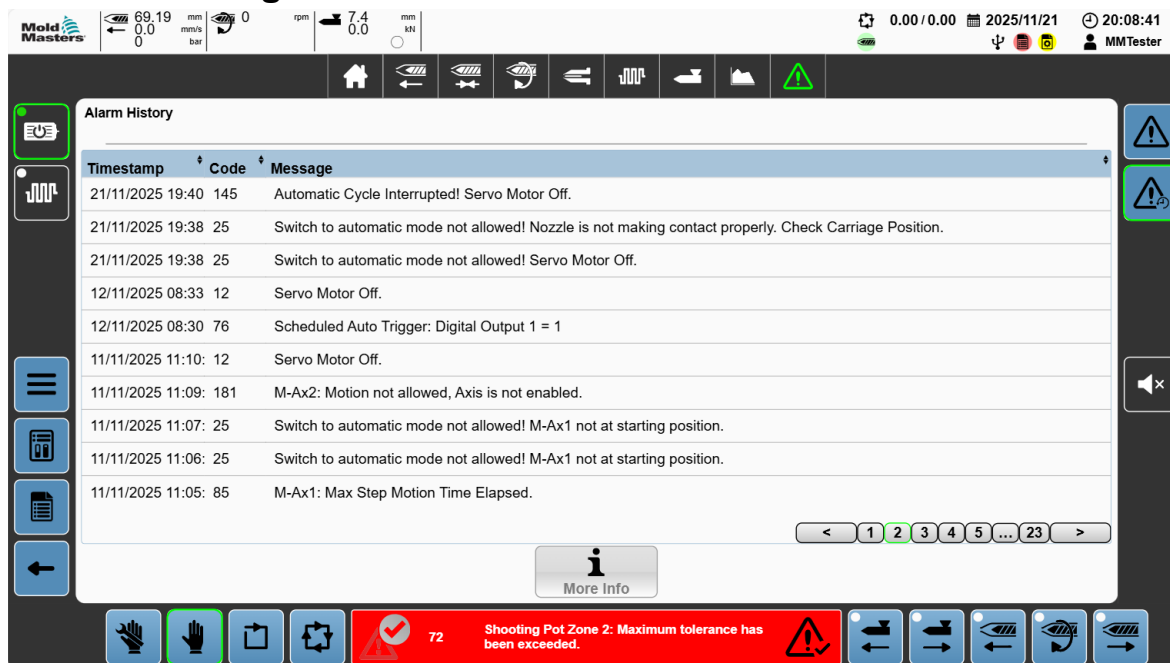 Mold
Masters
69.19 mm
0.0 mm/s
0 bar
0 rpm
7.4 mm
0.0 kN
0.00 / 0.00
2025/11/21
20:08:41
MMTester
Alarm History
Timestamp Code Message
21/11/2025 19:40 145 Automatic Cycle Interrupted! Servo Motor Off.
21/11/2025 19:38 25 Switch to automatic mode not allowed! Nozzle is not making contact properly. Check Carriage Position.
21/11/2025 19:38 25 Switch to automatic mode not allowed! Servo Motor Off.
12/11/2025 08:33 12 Servo Motor Off.
12/11/2025 08:30 76 Scheduled Auto Trigger: Digital Output 1 = 1
11/11/2025 11:10: 12 Servo Motor Off.
11/11/2025 11:09: 181 M-Ax2: Motion not allowed, Axis is not enabled.
11/11/2025 11:07: 25 Switch to automatic mode not allowed! M-Ax1 not at starting position.
11/11/2025 11:06: 25 Switch to automatic mode not allowed! M-Ax1 not at starting position.
11/11/2025 11:05: 85 M-Ax1: Max Step Motion Time Elapsed.
< 1 2 3 4 5 ... 23 >
More Info
72 Shooting Pot Zone 2: Maximum tolerance has
been exceeded.